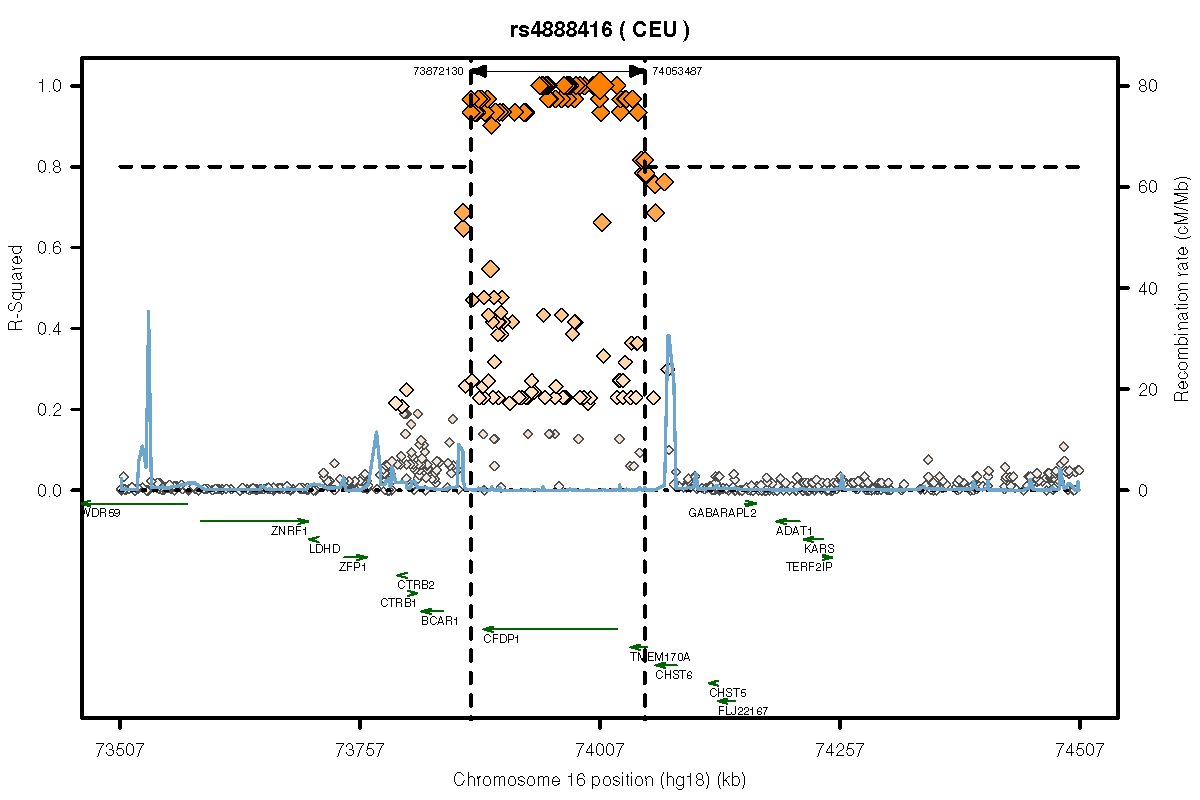 rs4888416 ( CEU )
73872130
74053487
1.0
0.8
0.6
0.4
0.2
0.0
R-Squared
80
60
40
20
0
Recombination rate (cM/Mb)
WDR59
ZNRF1
LDHD
ZFP1
CTRB2
CTRB1
BCAR1
CFDP1
TMEM170A
CHST6
CHST5
FLJ22167
GABARAPL2
ADAT1
KARS
TERF2IP
73507
73757
74007
74257
74507
Chromosome 16 position (hg18) (kb)